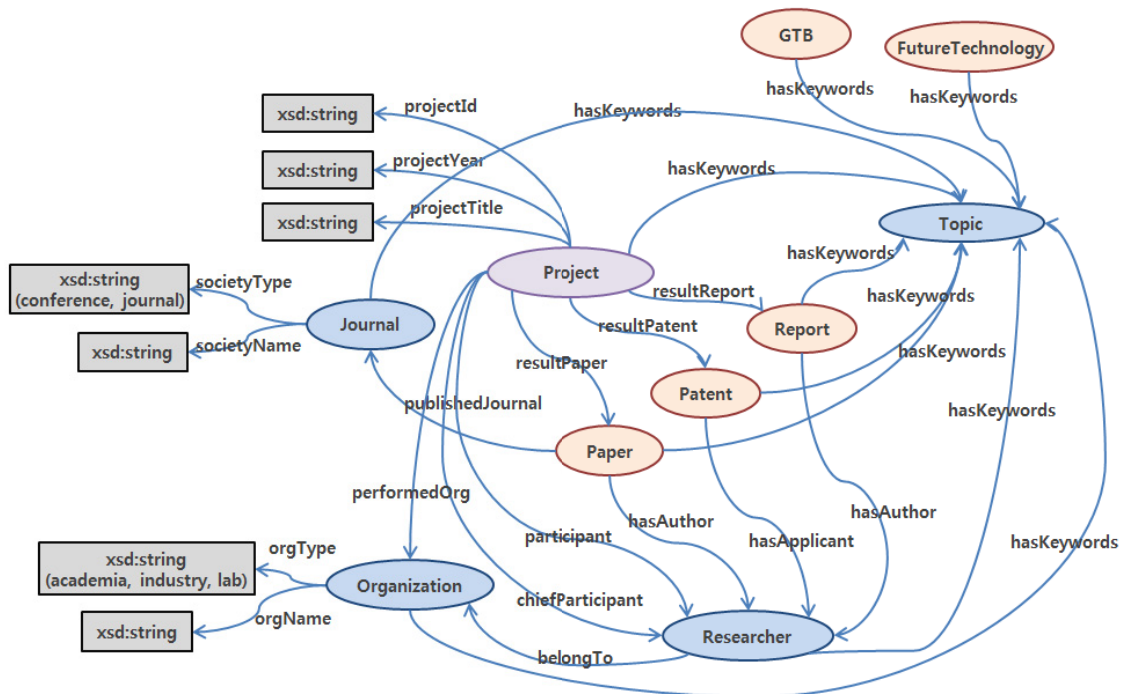 GTB
FutureTechnology
hasKeywords
hasKeywords
xsd:string
projectId
hasKeywords
xsd:string
projectYear
hasKeywords
xsd:string
projectTitle
Topic
hasKeywords
Project
xsd:string
(conference, journal)
societyType
resultReport
hasKeywords
Journal
resultPatent
Report
xsd:string
societyName
resultPaper
hasKeywords
Patent
publishedJournal
hasKeywords
Paper
performedOrg
hasAuthor
hasAuthor
participant
hasApplicant
hasKeywords
xsd:string
(academia, industry, lab)
orgType
Organization
chiefParticipant
xsd:string
orgName
Researcher
belongTo